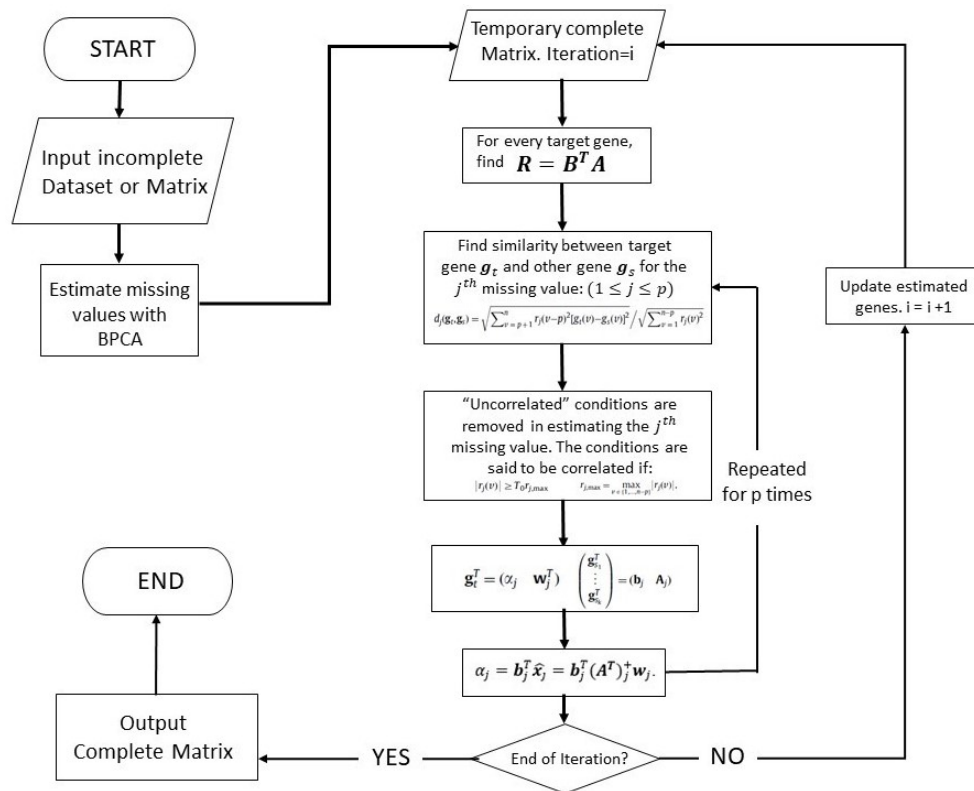 START
Input incomplete
Dataset or Matrix
Estimate missing
values with
BPCA
Temporary complete
Matrix. Iteration=i
For every target gene,
find R = B^T A
Find similarity between target
gene g_t and other gene g_s for the
j^th missing value: (1 ≤ j ≤ p)
d_j(g_t,g_s) = √(∑_{v=p+1}^{n} r_j(v−p)²[g_t(v)−g_s(v)]²) / √(∑_{v=1}^{n−p} r_j(v)²)
"Uncorrelated" conditions are
removed in estimating the j^th
missing value. The conditions are
said to be correlated if:
|r_j(v)| ≥ T_0 r_{j,max} r_{j,max} = max_{v∈{1,...,n−p}} |r_j(v)|.
g_t^T = (α_j w_j^T) (g_{s_1}^T ⋮ g_{s_k}^T) = (b_j A_j)
α_j = b_j^T x̂_j = b_j^T (A^T)_j^+ w_j.
Repeated
for p times
End of Iteration?
YES
NO
Update estimated
genes. i = i +1
Output
Complete Matrix
END